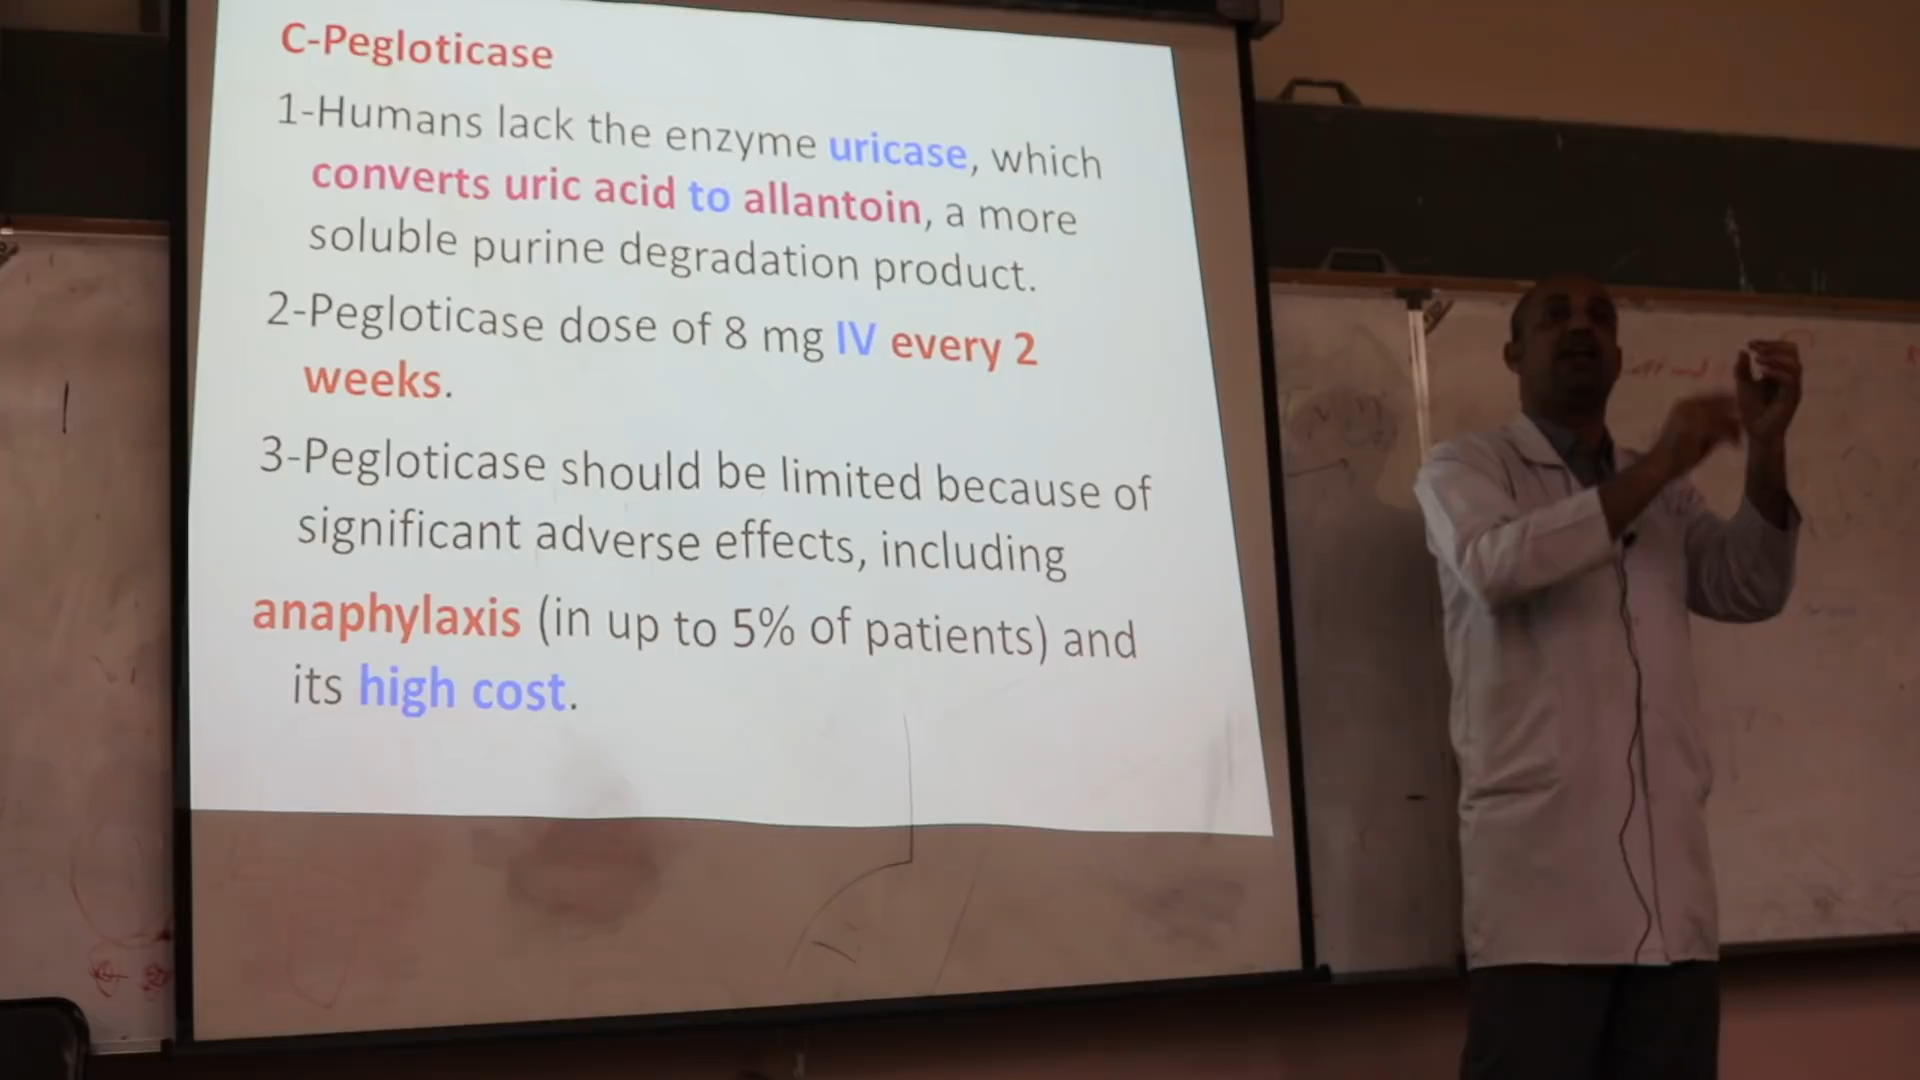 C-Pegloticase
1-Humans lack the enzyme uricase, which
converts uric acid to allantoin, a more
soluble purine degradation product.
2-Pegloticase dose of 8 mg IV every 2
weeks.
3-Pegloticase should be limited because of
significant adverse effects, including
anaphylaxis (in up to 5% of patients) and
its high cost.